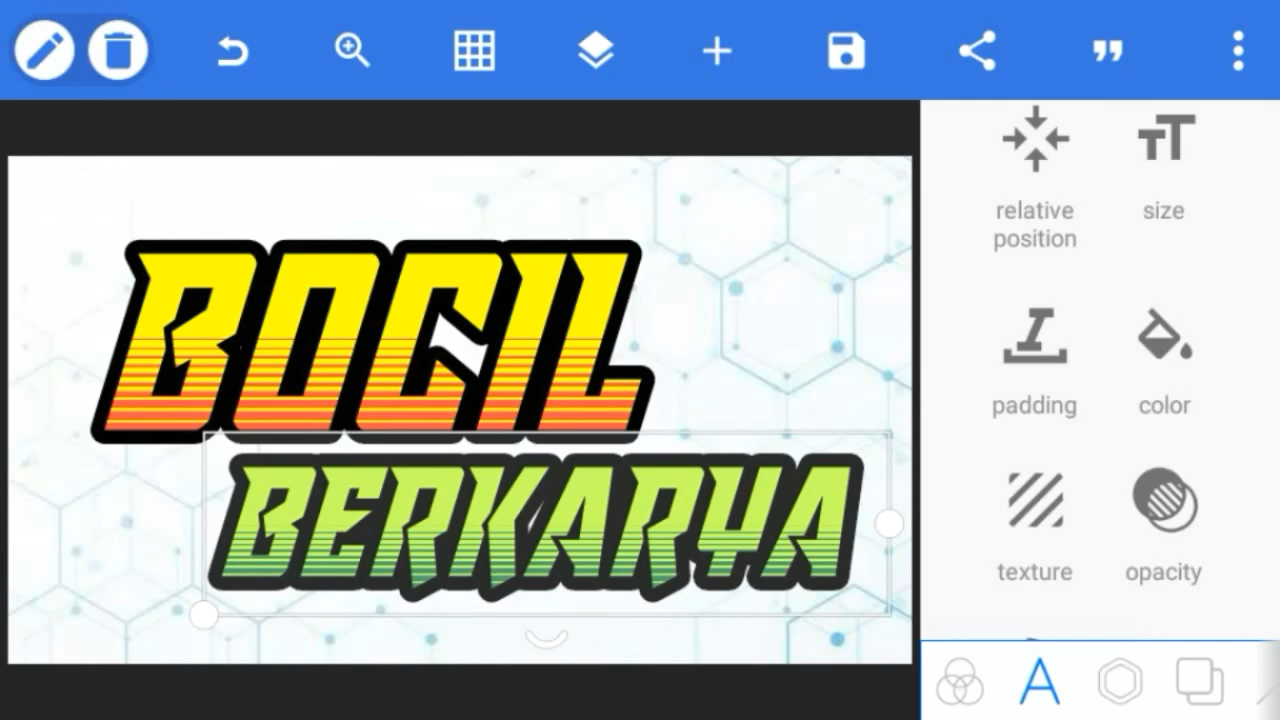 BOCIL
BERKARYA
relative
position
size
padding
color
texture
opacity